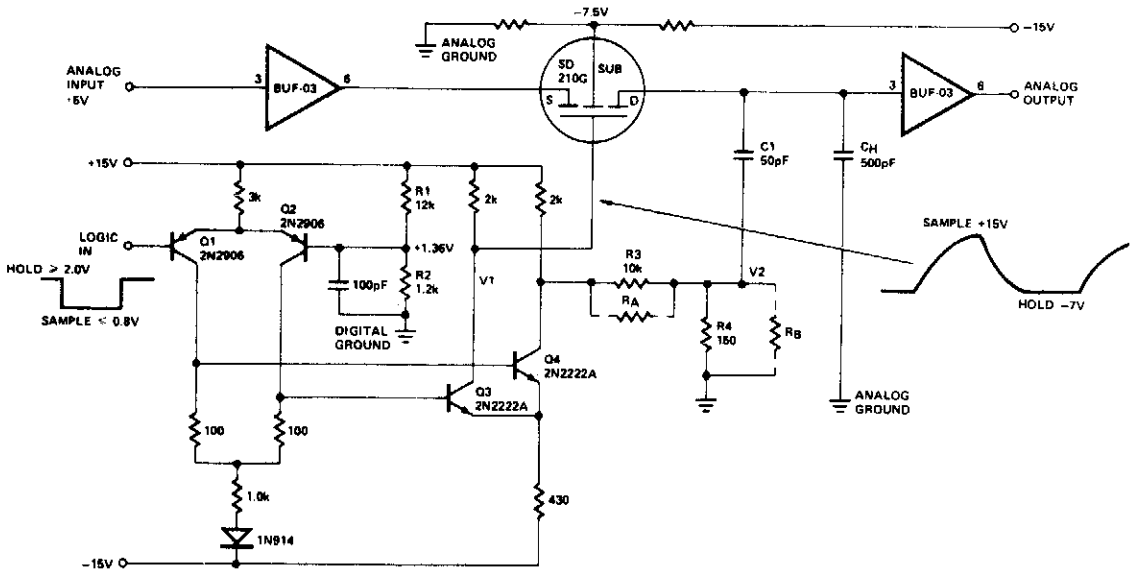 -7.5V
-15V
ANALOG
GROUND
SD
210G
SUB
S
D
ANALOG
INPUT
+5V
3
BUF-03
6
3
BUF-03
6
ANALOG
OUTPUT
C1
50pF
CH
500pF
+15V
3k
R1
12k
2k
2k
Q2
2N2906
LOGIC
IN
Q1
2N2906
+1.36V
HOLD ≥ 2.0V
SAMPLE ≤ 0.8V
100pF
R2
1.2k
DIGITAL
GROUND
V1
R3
10k
RA
V2
R4
150
RB
SAMPLE +15V
HOLD -7V
Q4
2N2222A
Q3
2N2222A
ANALOG
GROUND
100
100
1.0k
430
1N914
-15V